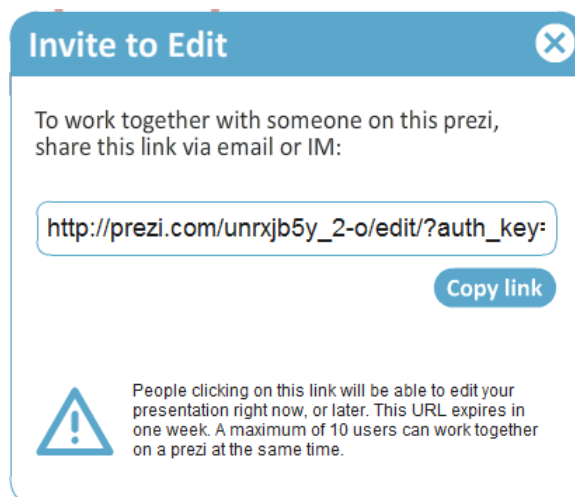 Invite to Edit
To work together with someone on this prezi,
share this link via email or IM:
http://prezi.com/unrxjb5y_2-o/edit/?auth_key=
Copy link
People clicking on this link will be able to edit your
presentation right now, or later. This URL expires in
one week. A maximum of 10 users can work together
on a prezi at the same time.